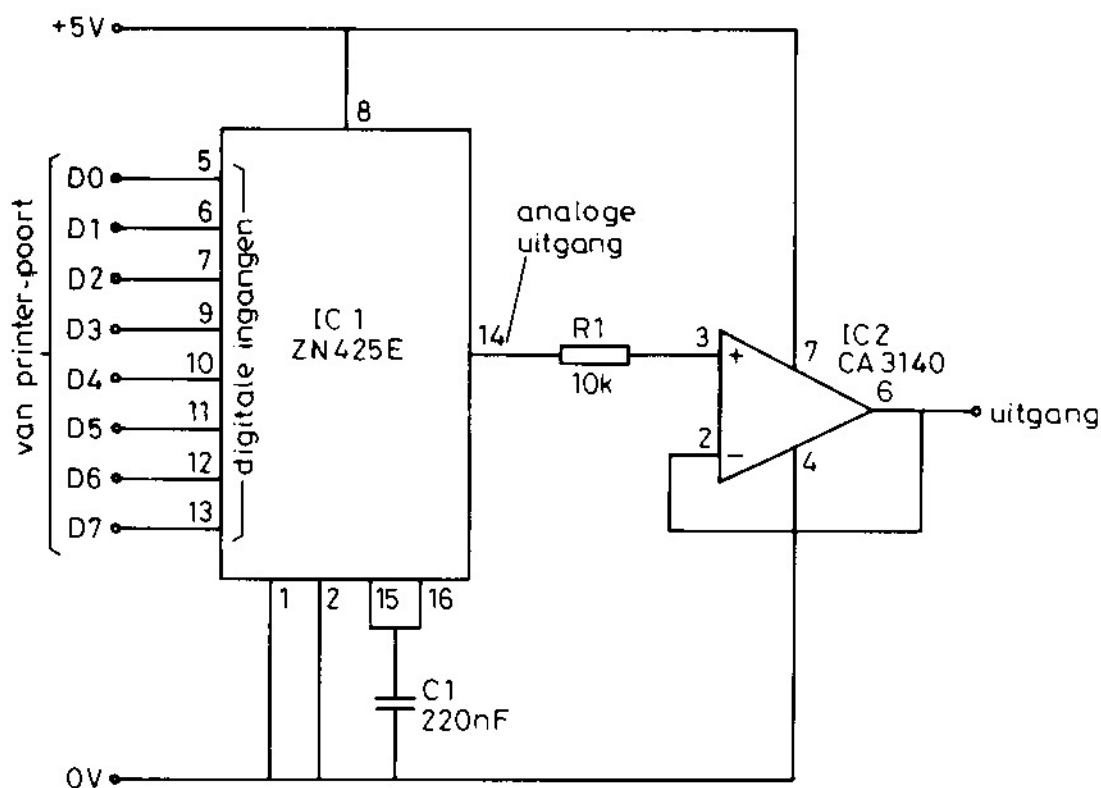 +5V
8
van printer-poort
D0
D1
D2
D3
D4
D5
D6
D7
5
6
7
9
10
11
12
13
digitale ingangen
IC 1
ZN425E
analoge
uitgang
14
R1
10k
3
2
+
−
7
4
IC2
CA3140
6
uitgang
1
2
15
16
C1
220nF
0V